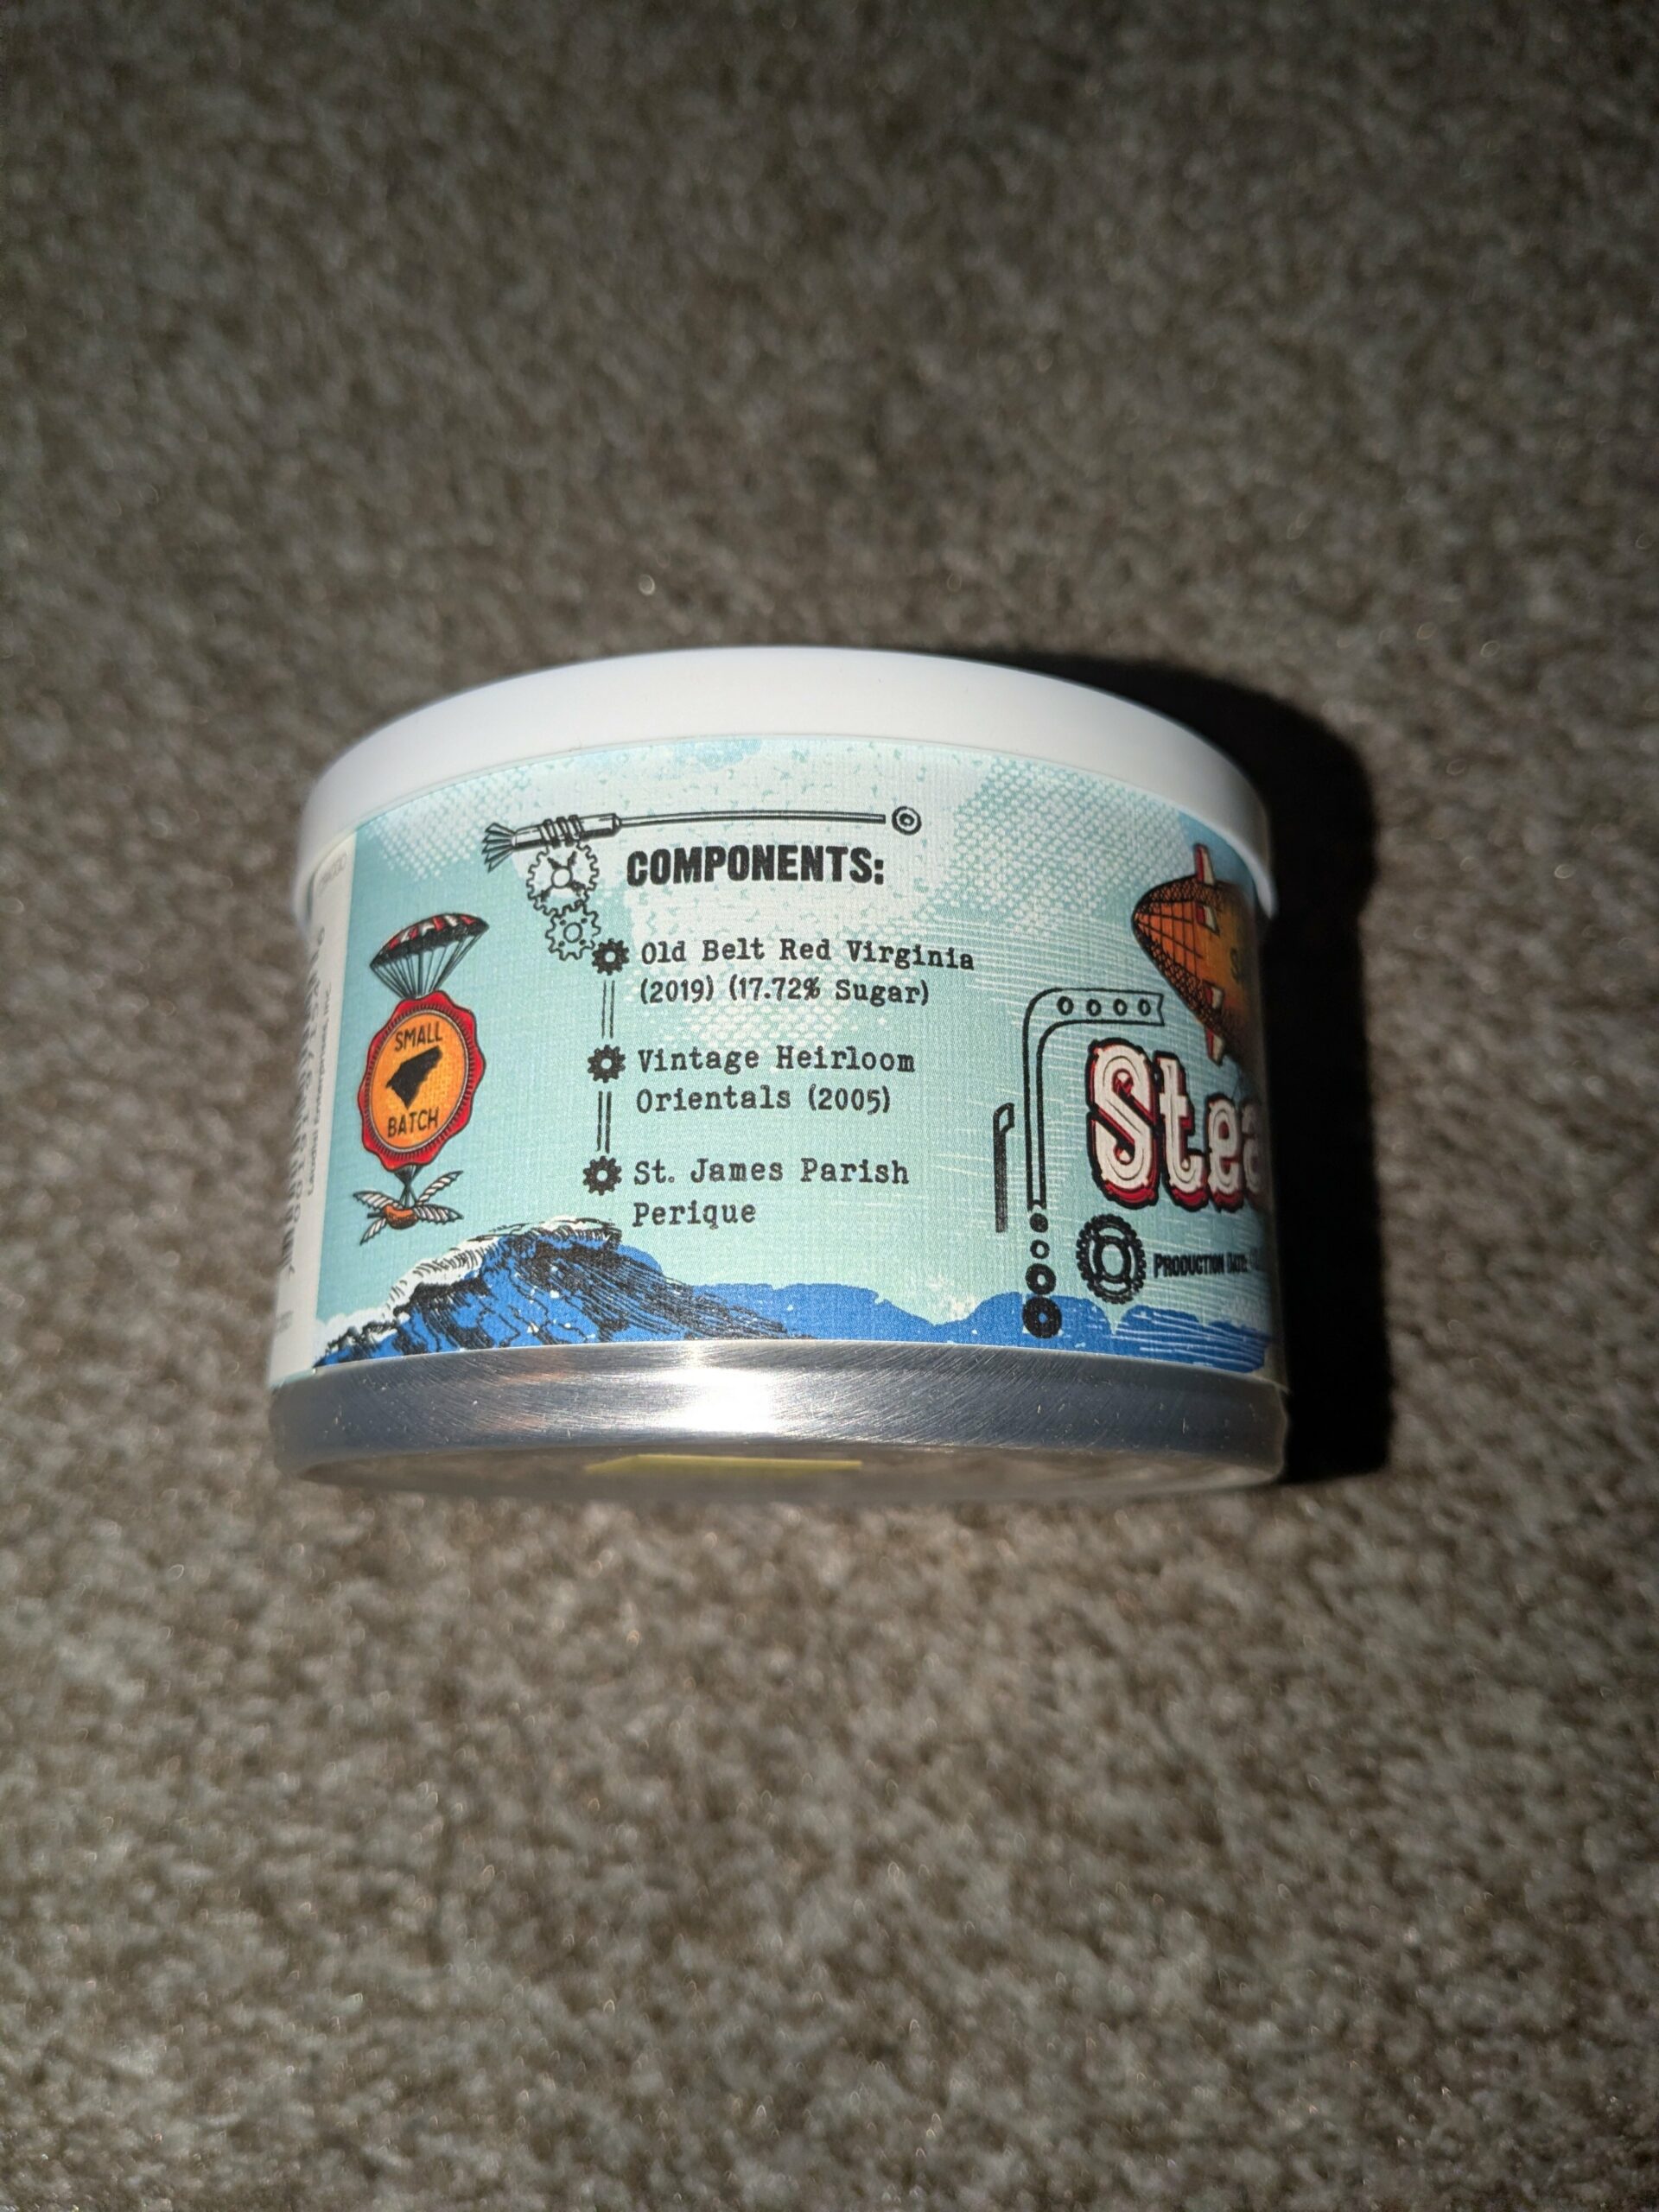 COMPONENTS:
Old Belt Red Virginia
(2019) (17.72% Sugar)
Vintage Heirloom
Orientals (2005)
St. James Parish
Perique
SMALL
BATCH
Stea
PRODUCTION DATE: